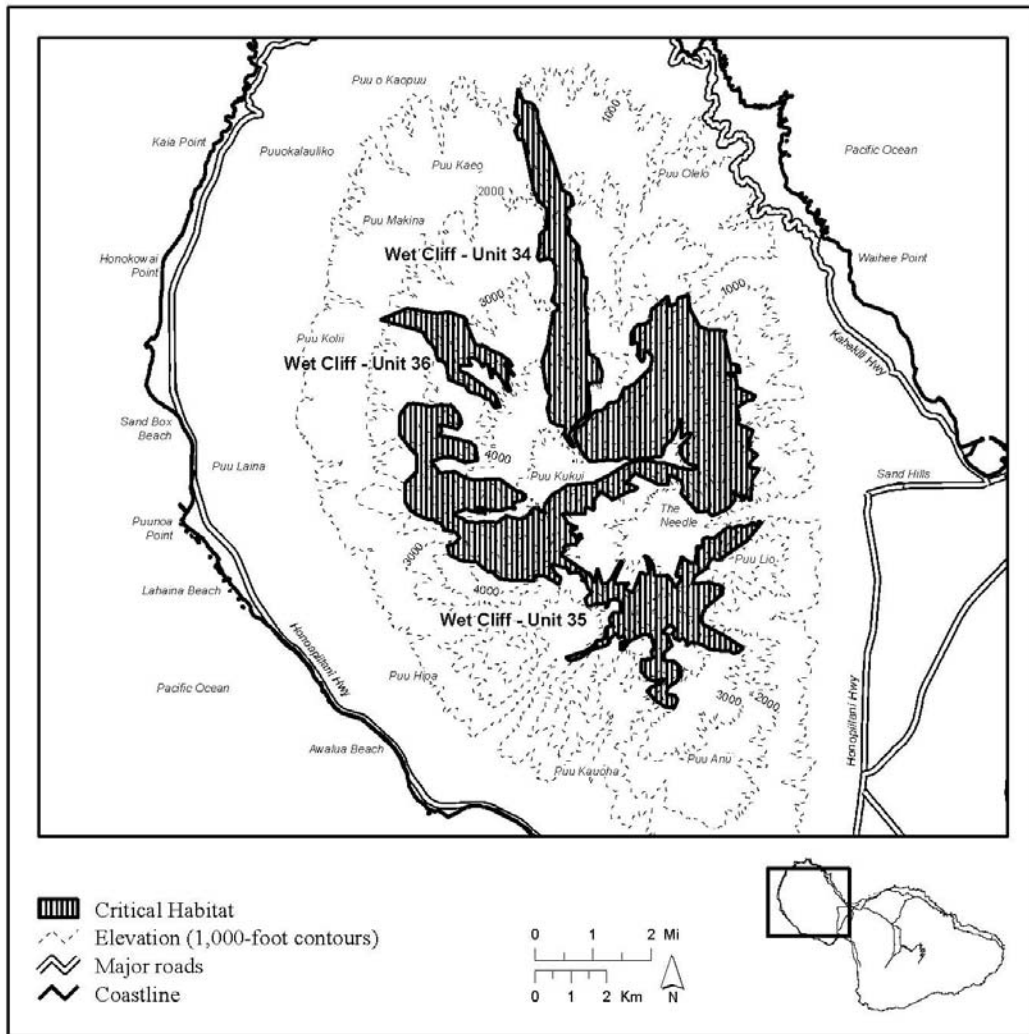 Puu o Kaopuu
1000
Kaia Point
Puuokalauliko
Pacific Ocean
Puu Kaeo
Puu Olelo
2000
Puu Makina
Wet Cliff - Unit 34
Waihee Point
Honokowai
Point
1000
3000
Kahekili Hwy
Puu Kolii
Wet Cliff - Unit 36
Sand Box
Beach
4000
Puu Laina
Puu Kukui
Sand Hills
The
Needle
Puunoa
Point
3000
Puu Lio
4000
Lahaina Beach
Wet Cliff - Unit 35
Honoapiilani Hwy
Puu Hipa
Pacific Ocean
3000
2000
Honopiilani Hwy
Awalua Beach
Puu Anu
Puu Kauoha
Critical Habitat
Elevation (1,000-foot contours)
Major roads
Coastline
0 1 2 Mi
0 1 2 Km
N